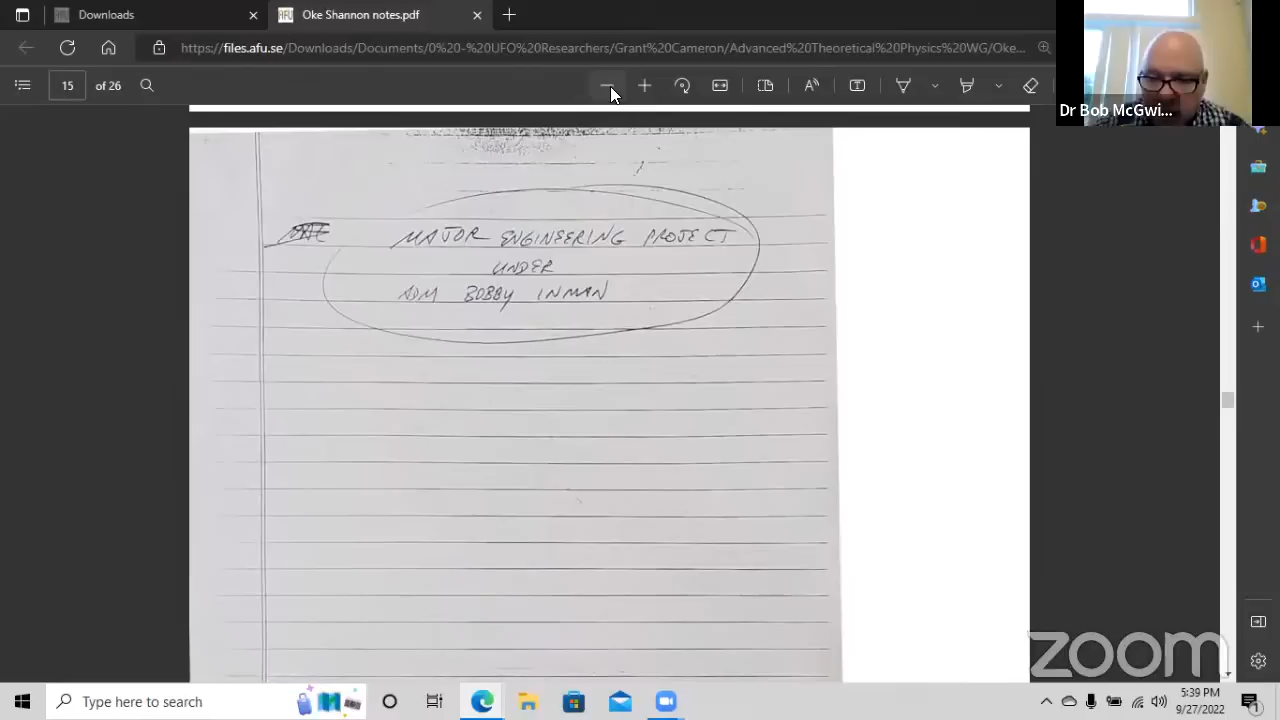 Downloads
Oke Shannon notes.pdf
https://files.afu.se/Downloads/Documents/0%20-%20UFO%20Researchers/Grant%20Cameron/Advanced%20Theoretical%20Physics%20WG/Oke...
15 of 26
Dr Bob McGwi...
MAJOR ENGINEERING PROJECT
UNDER
ADM BOBBY INMAN
zoom
Type here to search
5:39 PM
9/27/2022